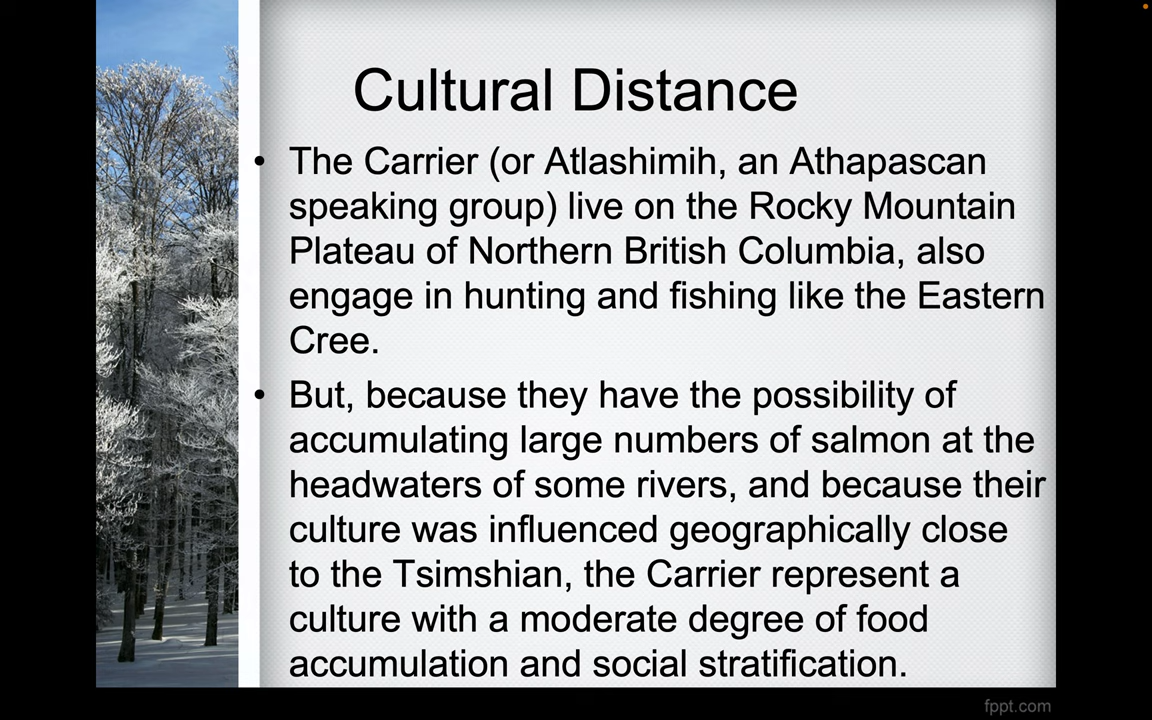 Cultural Distance
• The Carrier (or Atlashimih, an Athapascan
speaking group) live on the Rocky Mountain
Plateau of Northern British Columbia, also
engage in hunting and fishing like the Eastern
Cree.
• But, because they have the possibility of
accumulating large numbers of salmon at the
headwaters of some rivers, and because their
culture was influenced geographically close
to the Tsimshian, the Carrier represent a
culture with a moderate degree of food
accumulation and social stratification.
fppt.com